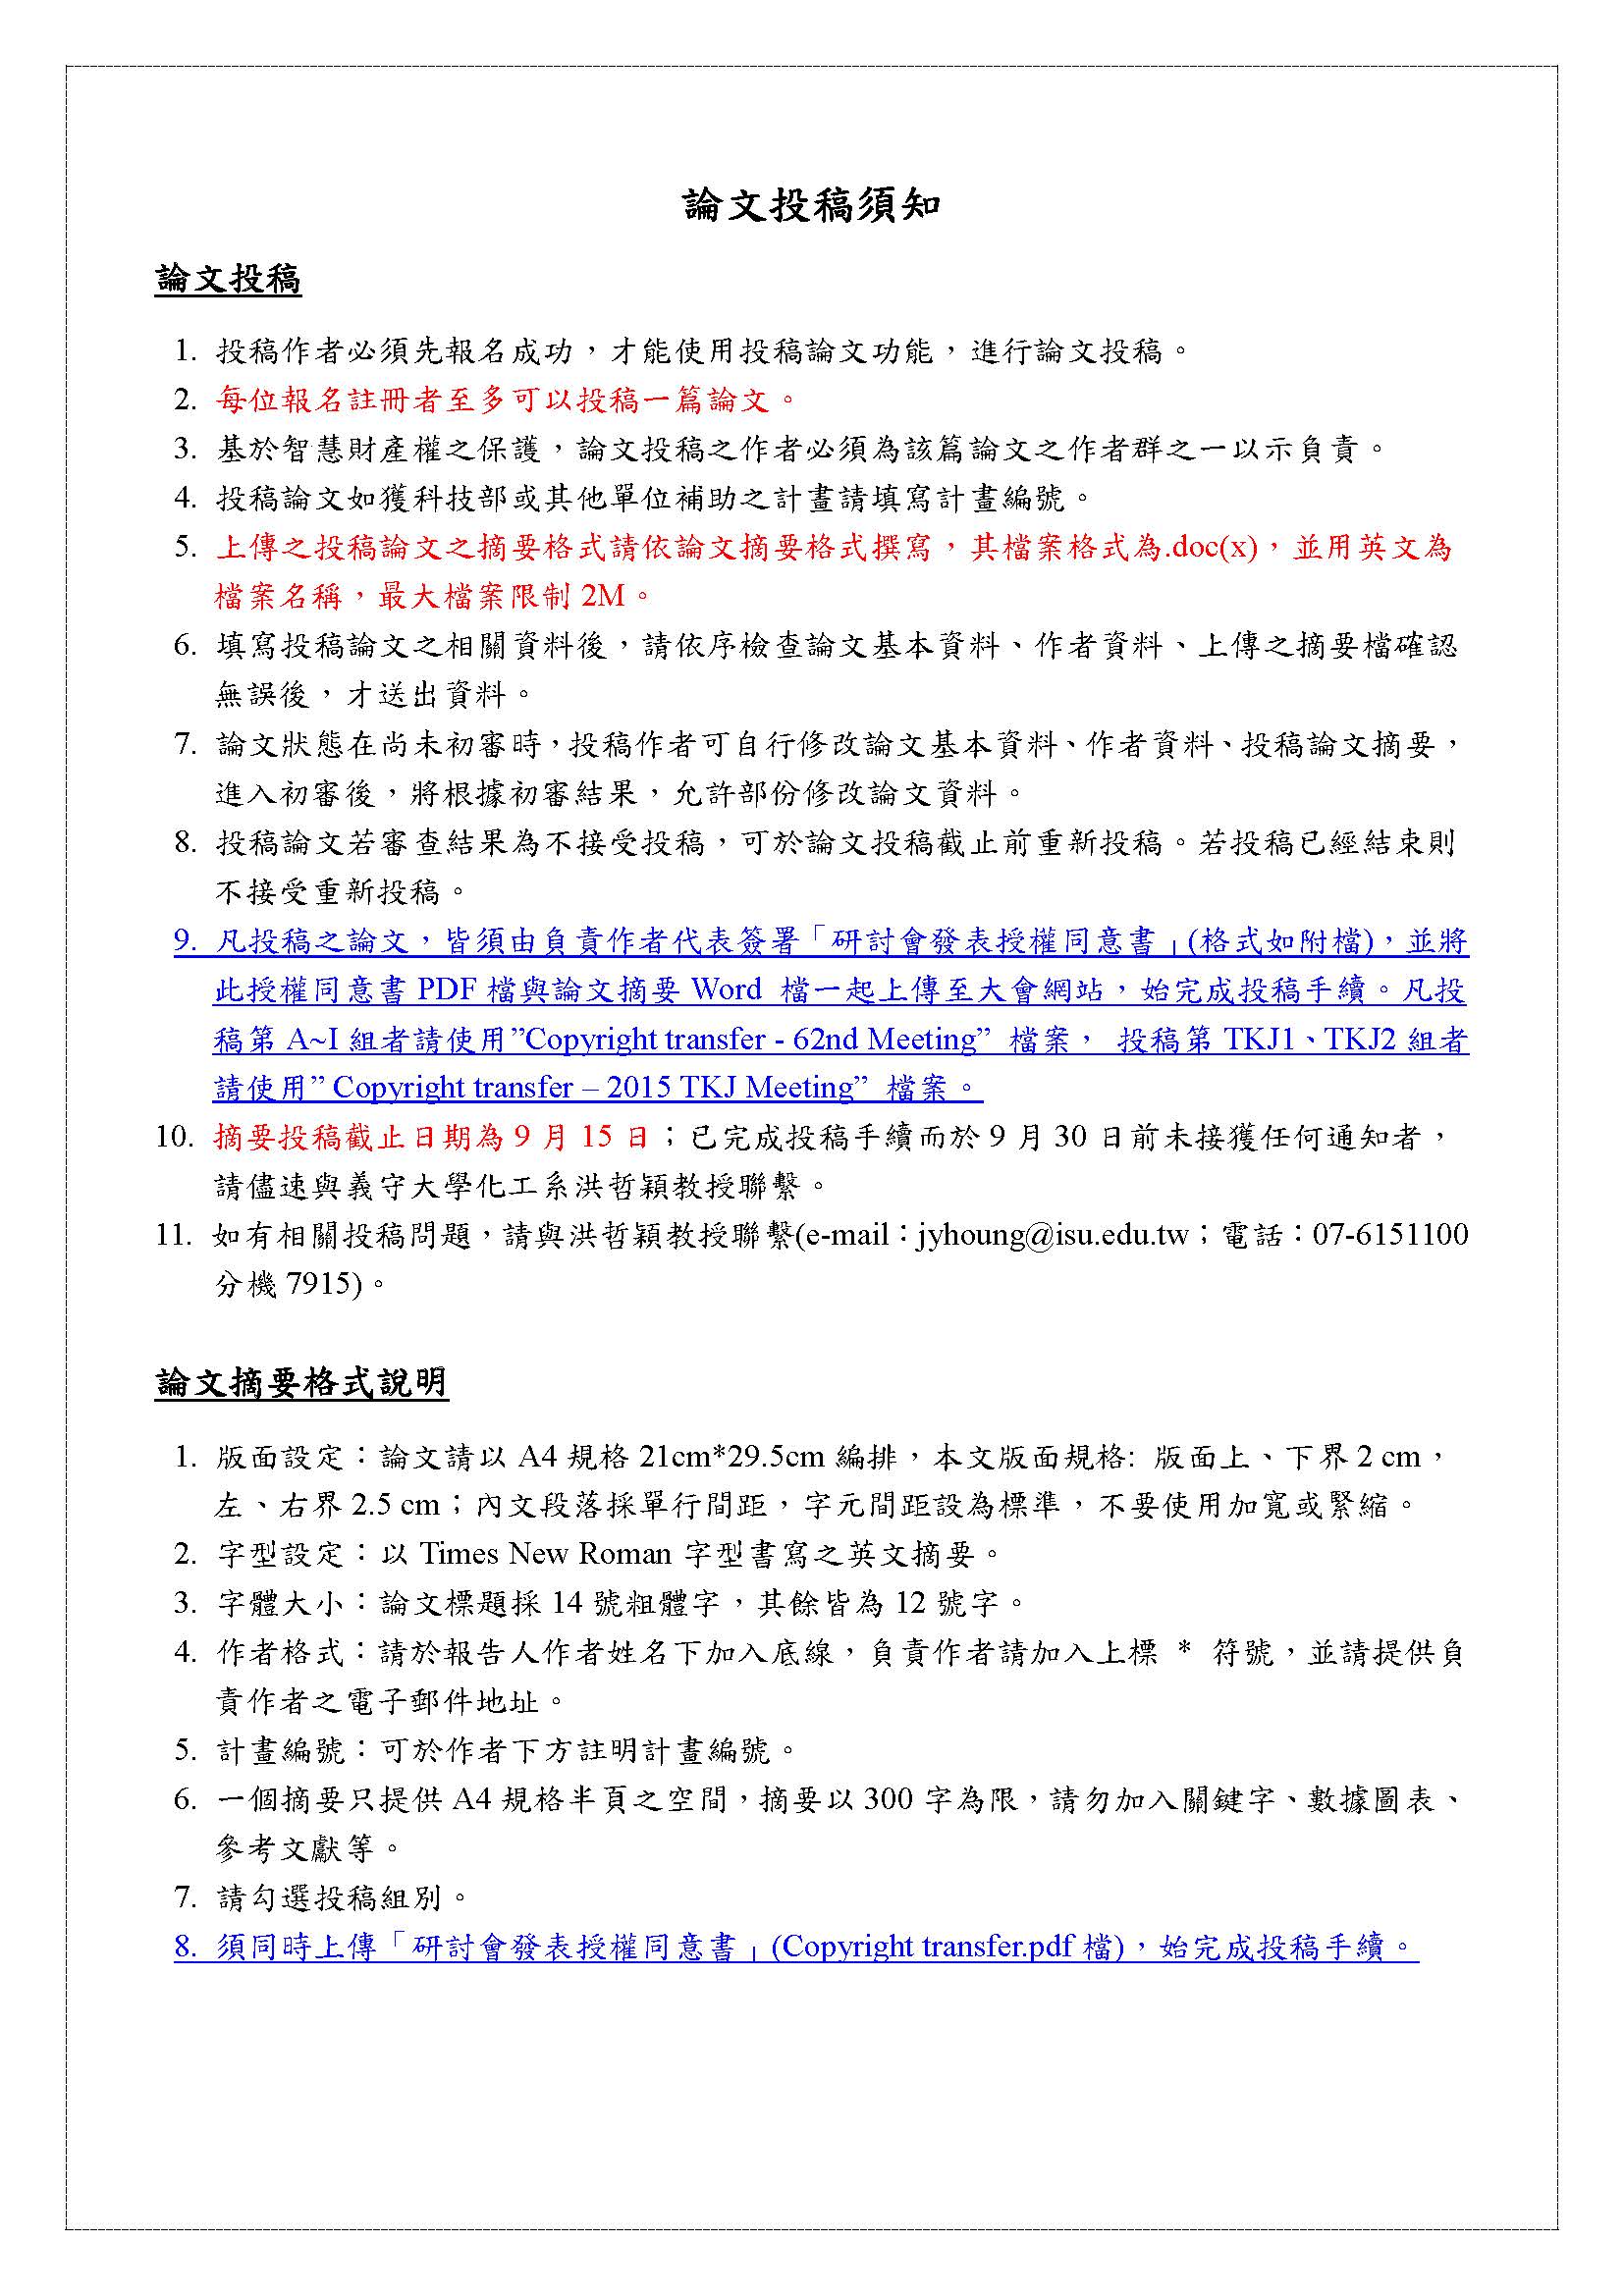 論文投稿須知
論文投稿
1. 投稿作者必須先報名成功，才能使用投稿論文功能，進行論文投稿。
2. 每位報名註冊者至多可以投稿一篇論文。
3. 基於智慧財產權之保護，論文投稿之作者必須為該篇論文之作者群之一以示負責。
4. 投稿論文如獲科技部或其他單位補助之計畫請填寫計畫編號。
5. 上傳之投稿論文之摘要格式請依論文摘要格式撰寫，其檔案格式為.doc(x)，並用英文為
檔案名稱，最大檔案限制 2M。
6. 填寫投稿論文之相關資料後，請依序檢查論文基本資料、作者資料、上傳之摘要檔確認
無誤後，才送出資料。
7. 論文狀態在尚未初審時，投稿作者可自行修改論文基本資料、作者資料、投稿論文摘要，
進入初審後，將根據初審結果，允許部份修改論文資料。
8. 投稿論文若審查結果為不接受投稿，可於論文投稿截止前重新投稿。若投稿已經結束則
不接受重新投稿。
9. 凡投稿之論文，皆須由負責作者代表簽署「研討會發表授權同意書」(格式如附檔)，並將
此授權同意書 PDF 檔與論文摘要 Word 檔一起上傳至大會網站，始完成投稿手續。凡投
稿第 A~I 組者請使用”Copyright transfer - 62nd Meeting” 檔案， 投稿第 TKJ1、TKJ2 組者
請使用” Copyright transfer – 2015 TKJ Meeting” 檔案。
10. 摘要投稿截止日期為 9 月 15 日；已完成投稿手續而於 9 月 30 日前未接獲任何通知者，
請儘速與義守大學化工系洪哲穎教授聯繫。
11. 如有相關投稿問題，請與洪哲穎教授聯繫(e-mail：jyhoung@isu.edu.tw；電話：07-6151100
分機 7915)。
論文摘要格式說明
1. 版面設定：論文請以 A4 規格 21cm*29.5cm 編排，本文版面規格: 版面上、下界 2 cm，
左、右界 2.5 cm；內文段落採單行間距，字元間距設為標準，不要使用加寬或緊縮。
2. 字型設定：以 Times New Roman 字型書寫之英文摘要。
3. 字體大小：論文標題採 14 號粗體字，其餘皆為 12 號字。
4. 作者格式：請於報告人作者姓名下加入底線，負責作者請加入上標 * 符號，並請提供負
責作者之電子郵件地址。
5. 計畫編號：可於作者下方註明計畫編號。
6. 一個摘要只提供 A4 規格半頁之空間，摘要以 300 字為限，請勿加入關鍵字、數據圖表、
參考文獻等。
7. 請勾選投稿組別。
8. 須同時上傳「研討會發表授權同意書」(Copyright transfer.pdf 檔)，始完成投稿手續。